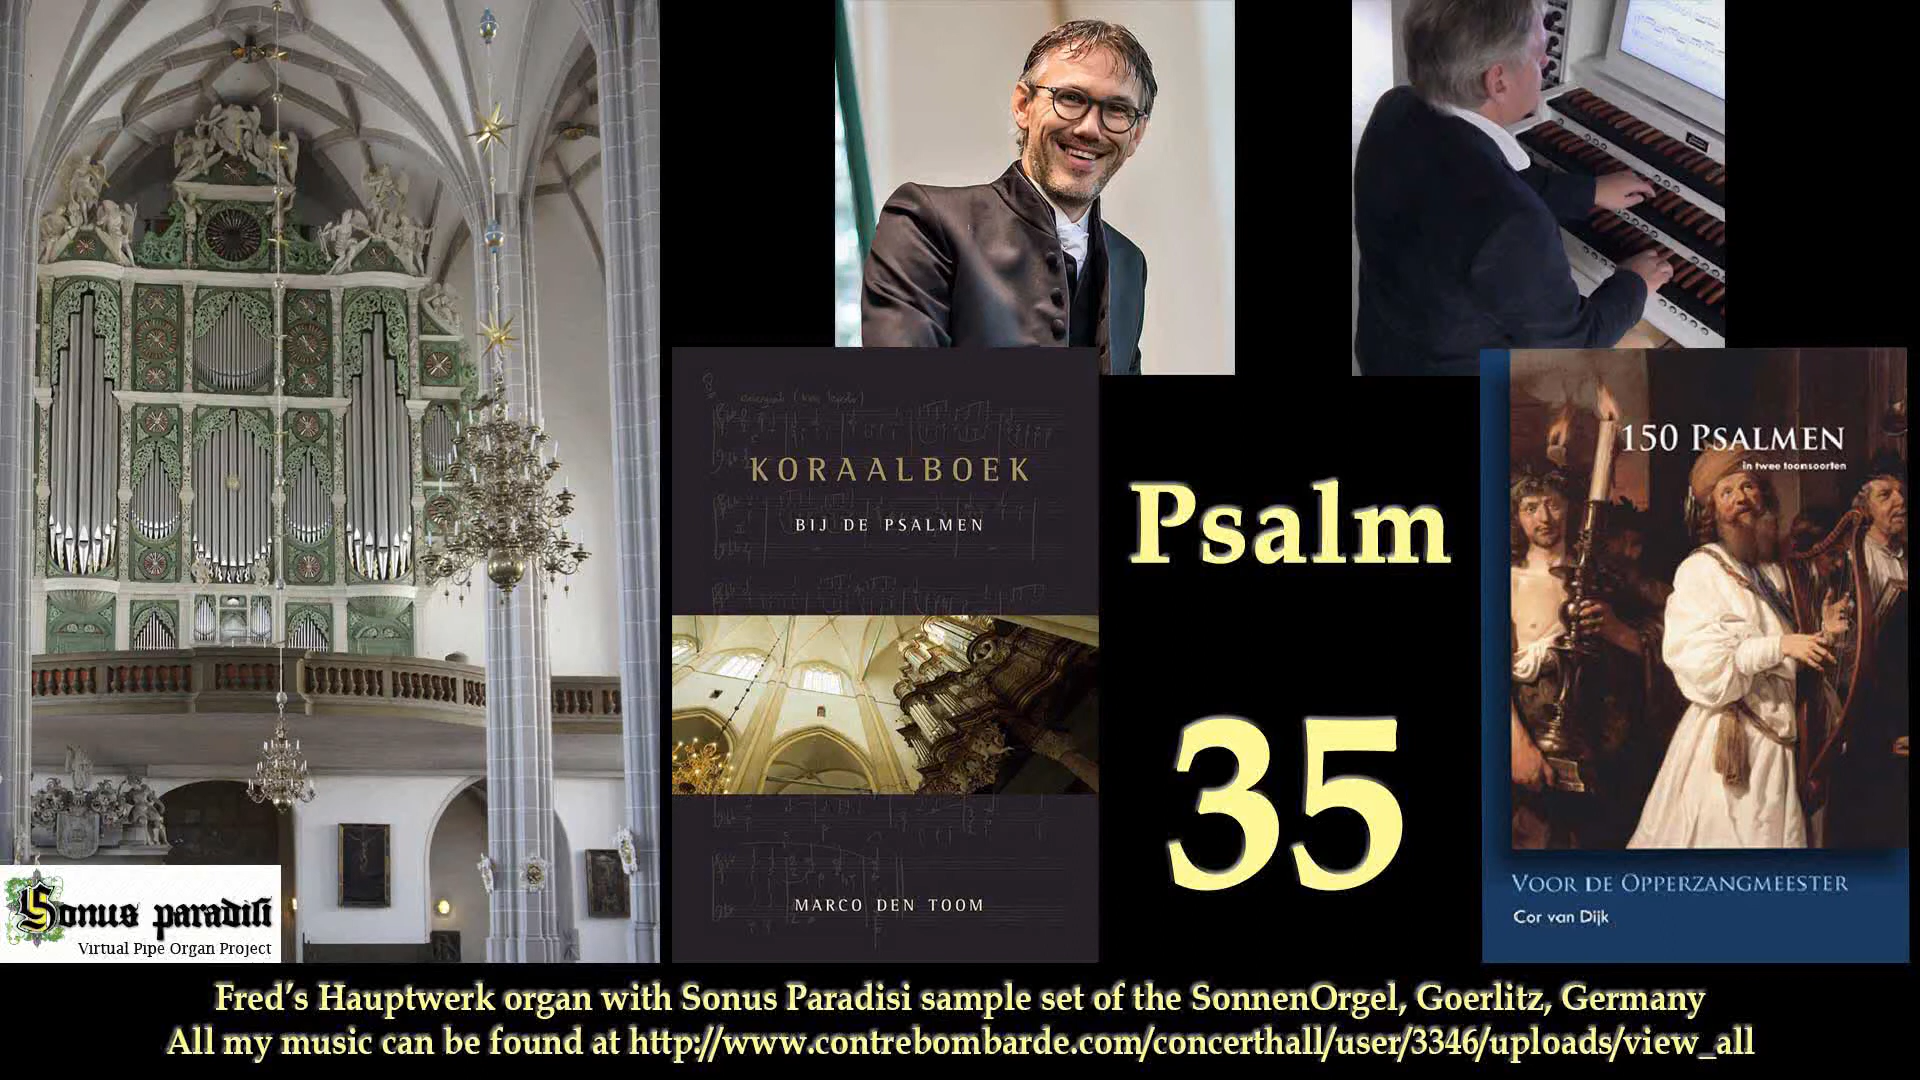 KORAALBOEK
BIJ DE PSALMEN
MARCO DEN TOOM
Psalm
35
150 PSALMEN
in twee toonsoorten
VOOR DE OPPERZANGMEESTER
Cor van Dijk
Sonus paradisi
Virtual Pipe Organ Project
Fred’s Hauptwerk organ with Sonus Paradisi sample set of the SonnenOrgel, Goerlitz, Germany
All my music can be found at http://www.contrebombarde.com/concerthall/user/3346/uploads/view_all